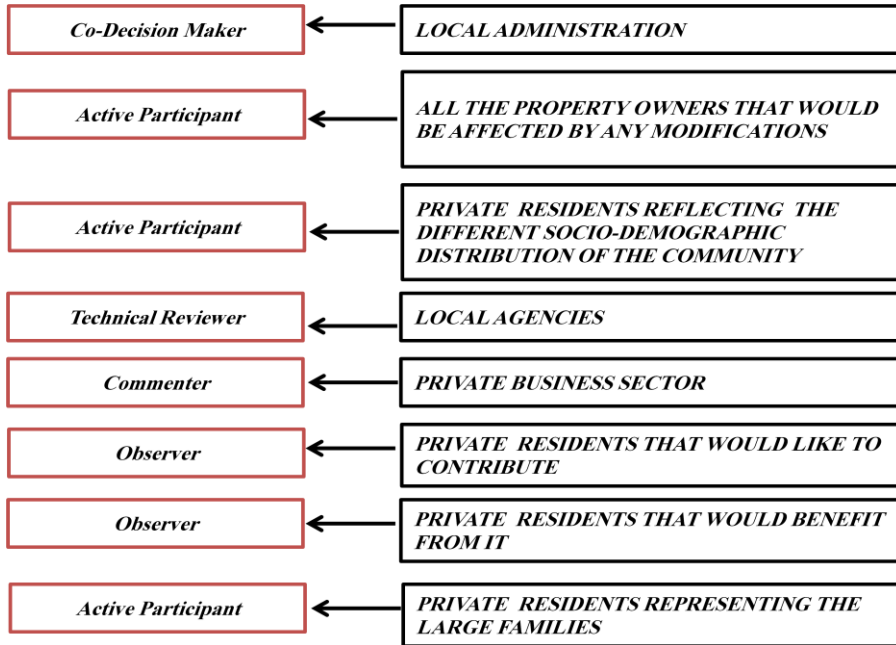 Co-Decision Maker
LOCAL ADMINISTRATION
Active Participant
ALL THE PROPERTY OWNERS THAT WOULD
BE AFFECTED BY ANY MODIFICATIONS
Active Participant
PRIVATE RESIDENTS REFLECTING THE
DIFFERENT SOCIO-DEMOGRAPHIC
DISTRIBUTION OF THE COMMUNITY
Technical Reviewer
LOCAL AGENCIES
Commenter
PRIVATE BUSINESS SECTOR
Observer
PRIVATE RESIDENTS THAT WOULD LIKE TO
CONTRIBUTE
Observer
PRIVATE RESIDENTS THAT WOULD BENEFIT
FROM IT
Active Participant
PRIVATE RESIDENTS REPRESENTING THE
LARGE FAMILIES